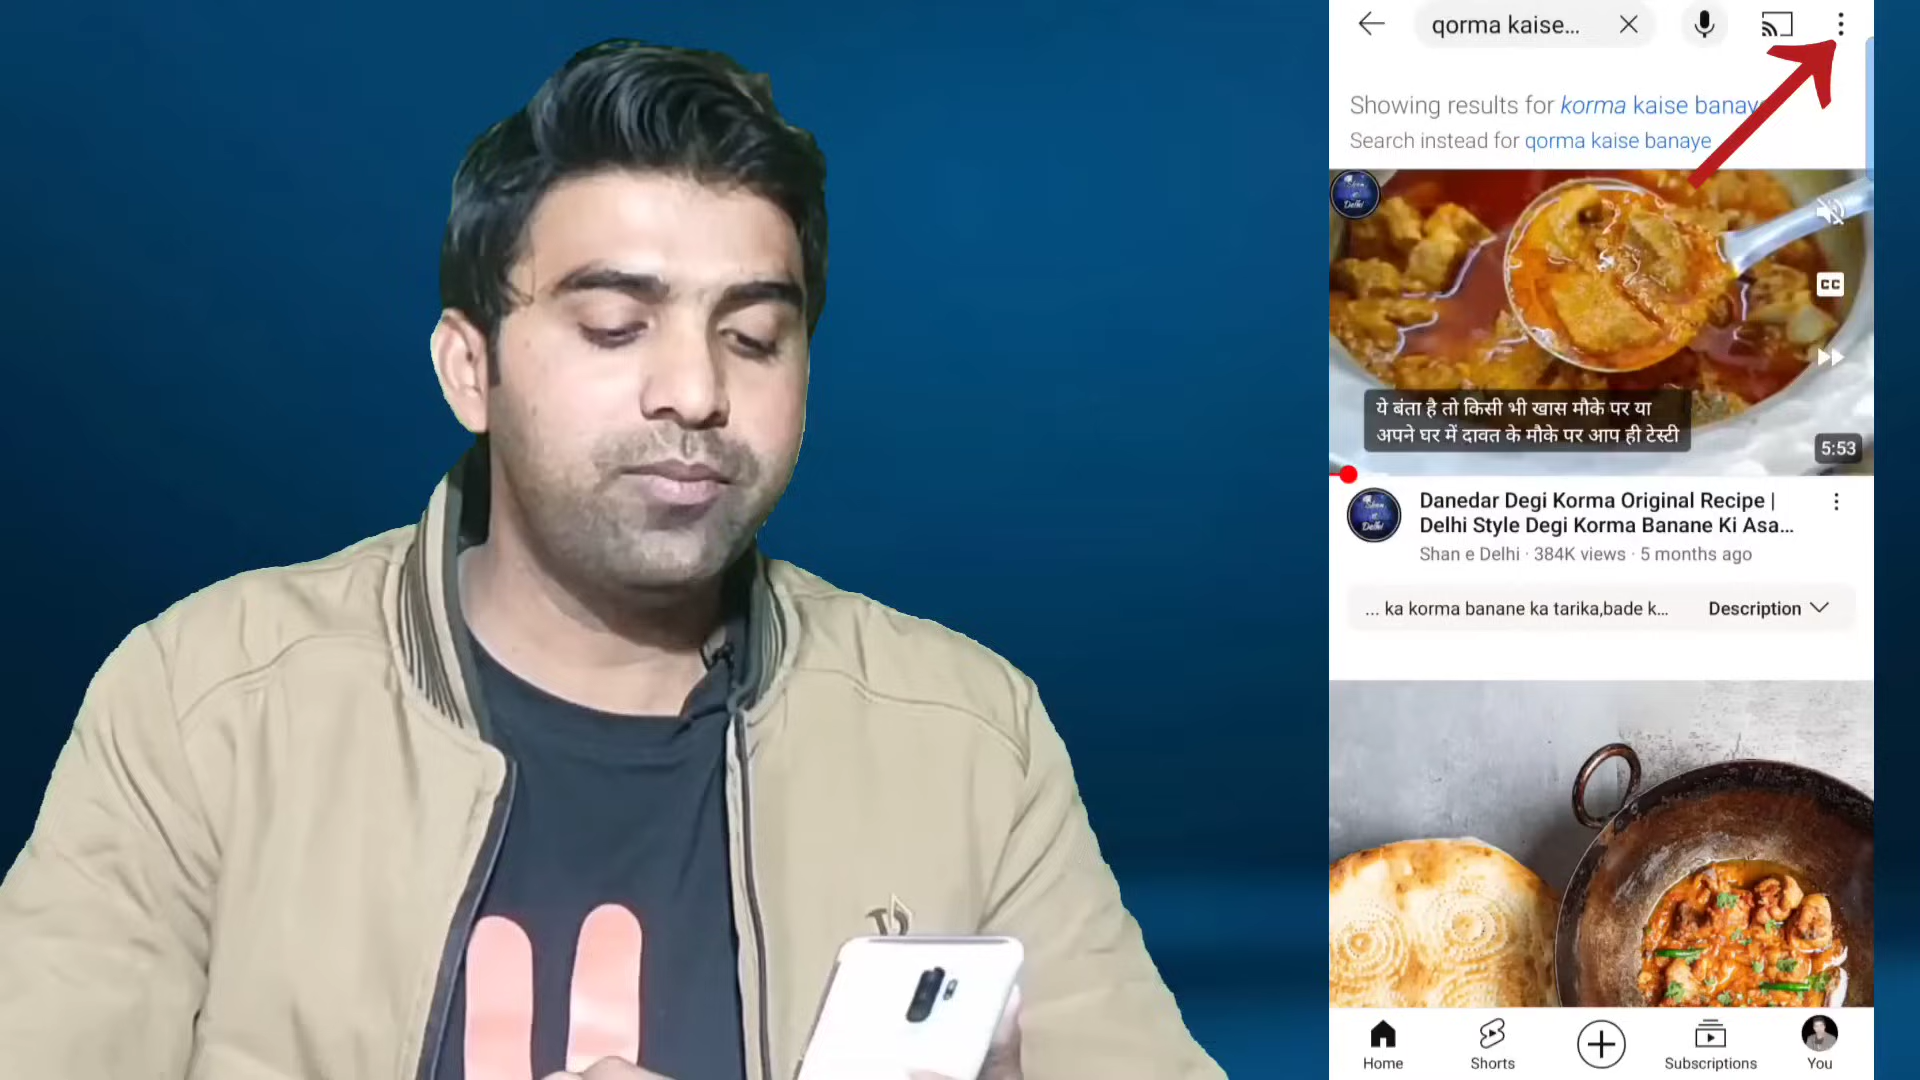 qorma kaise...
Showing results for korma kaise banay
Search instead for qorma kaise banaye
Delhi
CC
ये बंता है तो किसी भी खास मौके पर या
अपने घर में दावत के मौके पर आप ही टेस्टी
5:53
Danedar Degi Korma Original Recipe |
Delhi Style Degi Korma Banane Ki Asa...
Shan e Delhi · 384K views · 5 months ago
... ka korma banane ka tarika,bade k...
Description
Home
Shorts
Subscriptions
You